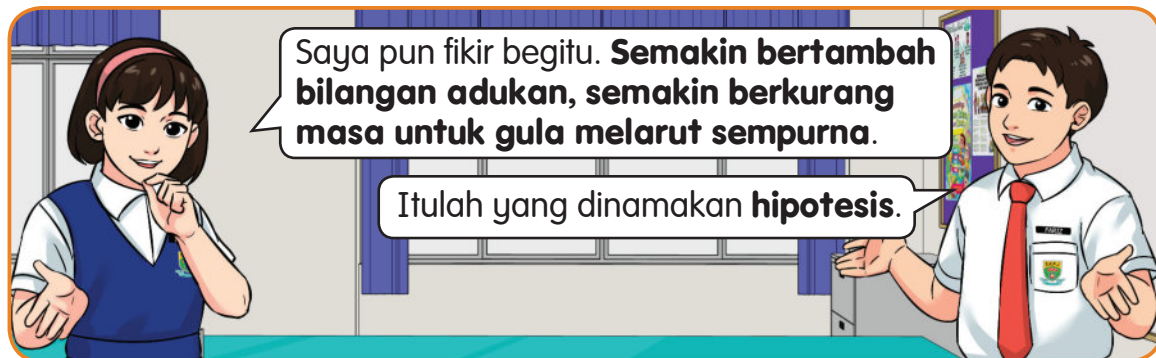 Saya pun fikir begitu. Semakin bertambah
bilangan adukan, semakin berkurang
masa untuk gula melarut sempurna.
Itulah yang dinamakan hipotesis.